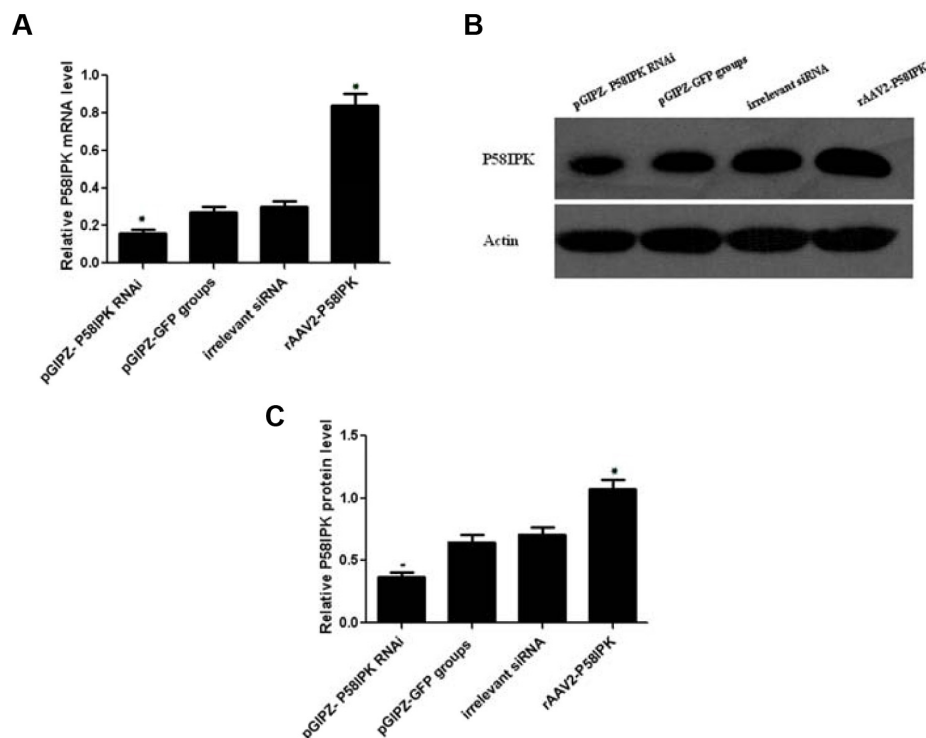 A
Relative P58IPK mRNA level
1.0
0.8
0.6
0.4
0.2
0.0
*
*
pGIPZ- P58IPK RNAi
pGIPZ-GFP groups
irrelevant siRNA
rAAV2-P58IPK
B
pGIPZ- P58IPK RNAi
pGIPZ-GFP groups
irrelevant siRNA
rAAV2-P58IPK
P58IPK
Actin
C
Relative P58IPK protein level
1.5
1.0
0.5
0.0
*
pGIPZ- P58IPK RNAi
pGIPZ-GFP groups
irrelevant siRNA
rAAV2-P58IPK